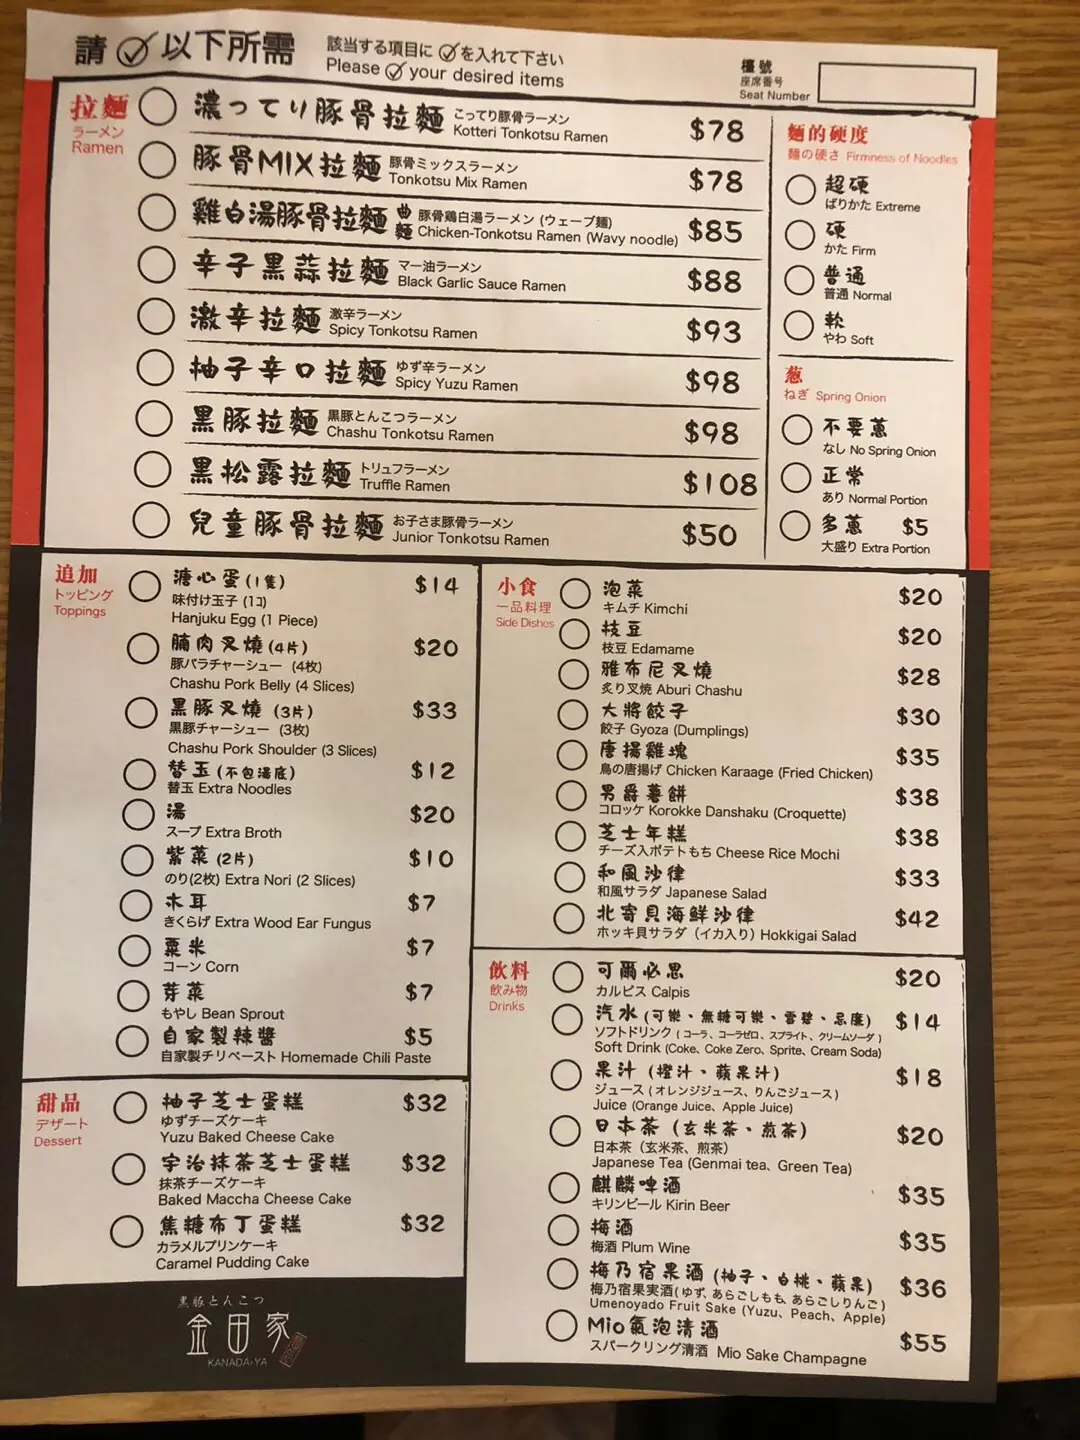 請 以下所需
該当する項目に を入れて下さい
Please your desired items
檯號
座席番号
Seat Number
拉麵
ラーメン
Ramen
濃ってり豚骨拉麵 こってり豚骨ラーメン
Kotteri Tonkotsu Ramen $78
豚骨MIX拉麵 豚骨ミックスラーメン
Tonkotsu Mix Ramen $78
雞白湯豚骨拉麵 曲麵 豚骨鶏白湯ラーメン (ウェーブ麺)
Chicken-Tonkotsu Ramen (Wavy noodle) $85
辛子黑蒜拉麵 マー油ラーメン
Black Garlic Sauce Ramen $88
激辛拉麵 激辛ラーメン
Spicy Tonkotsu Ramen $93
柚子辛口拉麵 ゆず辛ラーメン
Spicy Yuzu Ramen $98
黑豚拉麵 黒豚とんこつラーメン
Chashu Tonkotsu Ramen $98
黑松露拉麵 トリュフラーメン
Truffle Ramen $108
兒童豚骨拉麵 お子さま豚骨ラーメン
Junior Tonkotsu Ramen $50
麵的硬度
麺の硬さ Firmness of Noodles
超硬
ばりかた Extreme
硬
かた Firm
普通
普通 Normal
軟
やわ Soft
葱
ねぎ Spring Onion
不要蔥
なし No Spring Onion
正常
あり Normal Portion
多蔥 $5
大盛り Extra Portion
追加
トッピング
Toppings
溏心蛋(1隻) $14
味付け玉子 (1コ)
Hanjuku Egg (1 Piece)
腩肉叉燒(4片) $20
豚バラチャーシュー (4枚)
Chashu Pork Belly (4 Slices)
黑豚叉燒 (3片) $33
黒豚チャーシュー (3枚)
Chashu Pork Shoulder (3 Slices)
替玉(不包湯底) $12
替玉 Extra Noodles
湯 $20
スープ Extra Broth
紫菜(2片) $10
のり(2枚) Extra Nori (2 Slices)
木耳 $7
きくらげ Extra Wood Ear Fungus
粟米 $7
コーン Corn
芽菜 $7
もやし Bean Sprout
自家製辣醬 $5
自家製チリペースト Homemade Chili Paste
小食
一品料理
Side Dishes
泡菜 $20
キムチ Kimchi
枝豆 $20
枝豆 Edamame
雅布尼叉燒 $28
炙り叉焼 Aburi Chashu
大將餃子 $30
餃子 Gyoza (Dumplings)
唐揚雞塊 $35
鳥の唐揚げ Chicken Karaage (Fried Chicken)
男爵薯餅 $38
コロッケ Korokke Danshaku (Croquette)
芝士年糕 $38
チーズ入ポテトもち Cheese Rice Mochi
和風沙律 $33
和風サラダ Japanese Salad
北寄貝海鮮沙律 $42
ホッキ貝サラダ (イカ入り) Hokkigai Salad
甜品
デザート
Dessert
柚子芝士蛋糕 $32
ゆずチーズケーキ
Yuzu Baked Cheese Cake
宇治抹茶芝士蛋糕 $32
抹茶チーズケーキ
Baked Maccha Cheese Cake
焦糖布丁蛋糕 $32
カラメルプリンケーキ
Caramel Pudding Cake
飲料
飲み物
Drinks
可爾必思 $20
カルピス Calpis
汽水 (可樂、無糖可樂、雪碧、忌廉) $14
ソフトドリンク (コーラ、コーラゼロ、スプライト、クリームソーダ)
Soft Drink (Coke, Coke Zero, Sprite, Cream Soda)
果汁 (橙汁、蘋果汁) $18
ジュース (オレンジジュース、りんごジュース)
Juice (Orange Juice、Apple Juice)
日本茶 (玄米茶、煎茶) $20
日本茶 (玄米茶、煎茶)
Japanese Tea (Genmai tea、Green Tea)
麒麟啤酒 $35
キリンビール Kirin Beer
梅酒 $35
梅酒 Plum Wine
梅乃宿果酒 (柚子、白桃、蘋果) $36
梅乃宿果実酒(ゆず, あらごしもも, あらごしりんご)
Umenoyado Fruit Sake (Yuzu, Peach, Apple)
Mio氣泡清酒 $55
スパークリング清酒 Mio Sake Champagne
黒豚とんこつ
金田家
KANADA-YA